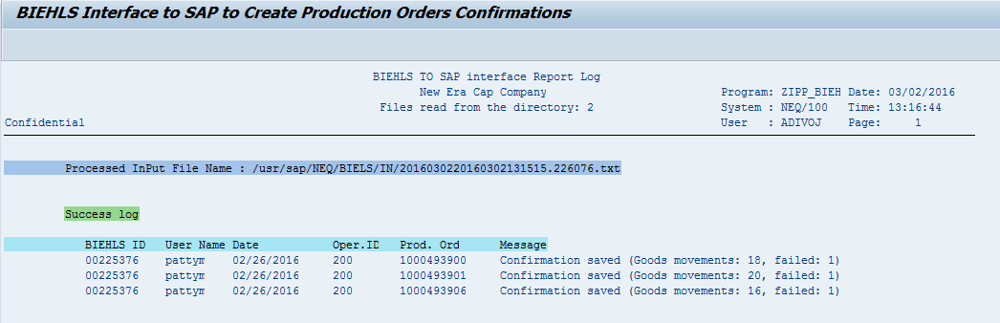 BIEHLS Interface to SAP to Create Production Orders Confirmations
BIEHLS TO SAP interface Report Log
New Era Cap Company Program: ZIPP_BIEH Date: 03/02/2016
Files read from the directory: 2 System : NEQ/100 Time: 13:16:44
Confidential User : ADIVOJ Page: 1
Processed InPut File Name : /usr/sap/NEQ/BIELS/IN/2016030220160302131515.226076.txt
Success log
BIEHLS ID User Name Date Oper.ID Prod. Ord Message
00225376 pattym 02/26/2016 200 1000493900 Confirmation saved (Goods movements: 18, failed: 1)
00225376 pattym 02/26/2016 200 1000493901 Confirmation saved (Goods movements: 20, failed: 1)
00225376 pattym 02/26/2016 200 1000493906 Confirmation saved (Goods movements: 16, failed: 1)